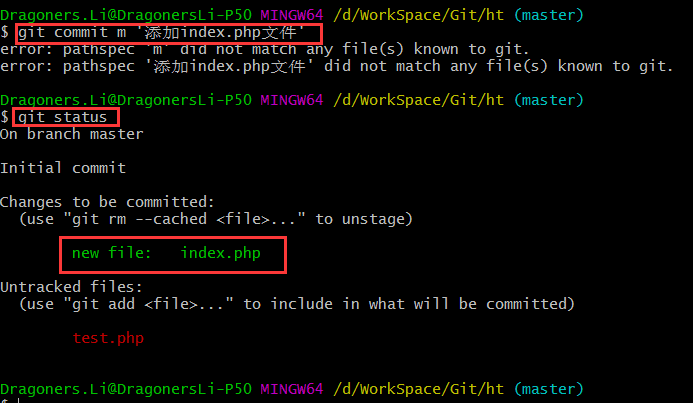 Dragoners.Li@DragonersLi-P50 MINGW64 /d/WorkSpace/Git/ht (master)
$ git commit m '添加index.php文件'
error: pathspec 'm' did not match any file(s) known to git.
error: pathspec '添加index.php文件' did not match any file(s) known to git.
Dragoners.Li@DragonersLi-P50 MINGW64 /d/WorkSpace/Git/ht (master)
$ git status
On branch master
Initial commit
Changes to be committed:
(use "git rm --cached <file>..." to unstage)
new file: index.php
Untracked files:
(use "git add <file>..." to include in what will be committed)
test.php
Dragoners.Li@DragonersLi-P50 MINGW64 /d/WorkSpace/Git/ht (master)
$